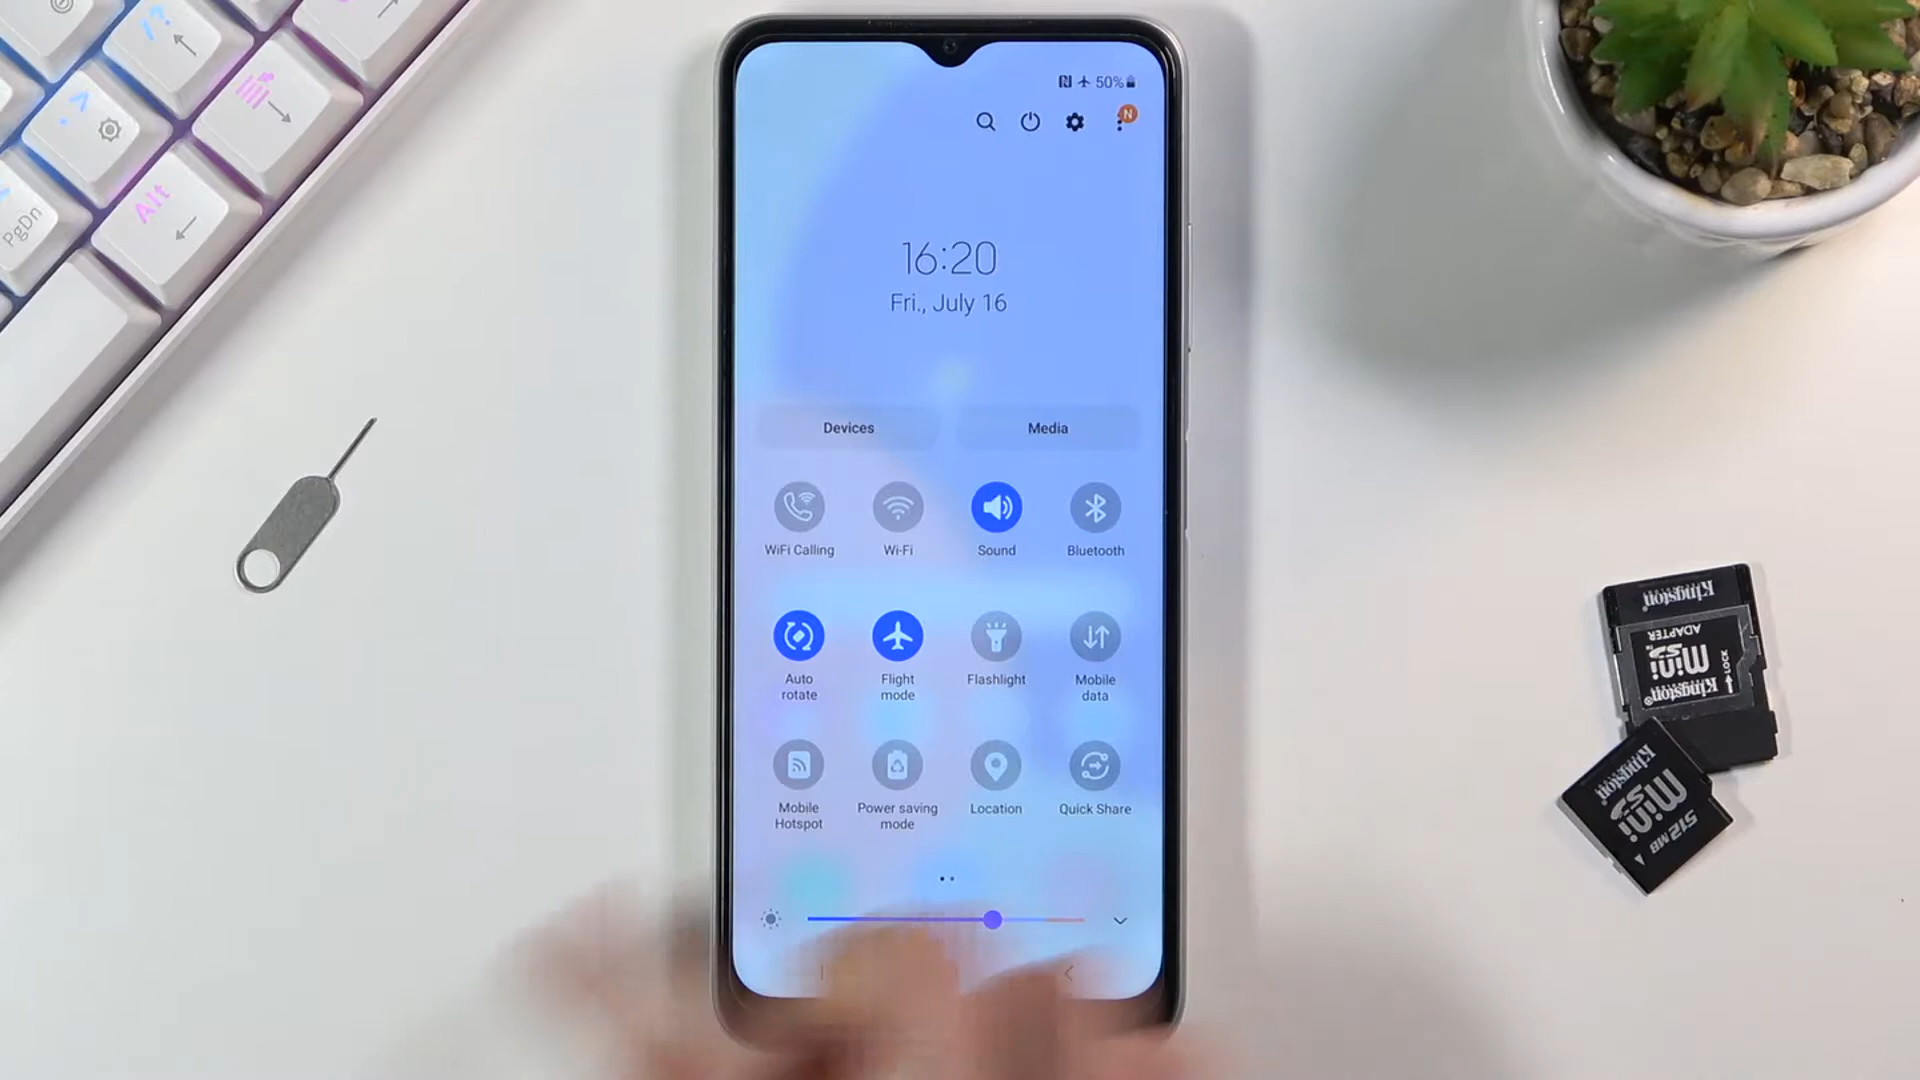 /?
.>
PgDn
Alt
50%
N
16:20
Fri., July 16
Devices
Media
WiFi Calling
Wi-Fi
Sound
Bluetooth
Auto
rotate
Flight
mode
Flashlight
Mobile
data
Mobile
Hotspot
Power saving
mode
Location
Quick Share
Kingston
ADAPTER
mini
SD
LOCK
Kingston
Kingston
mini
SD
512MB